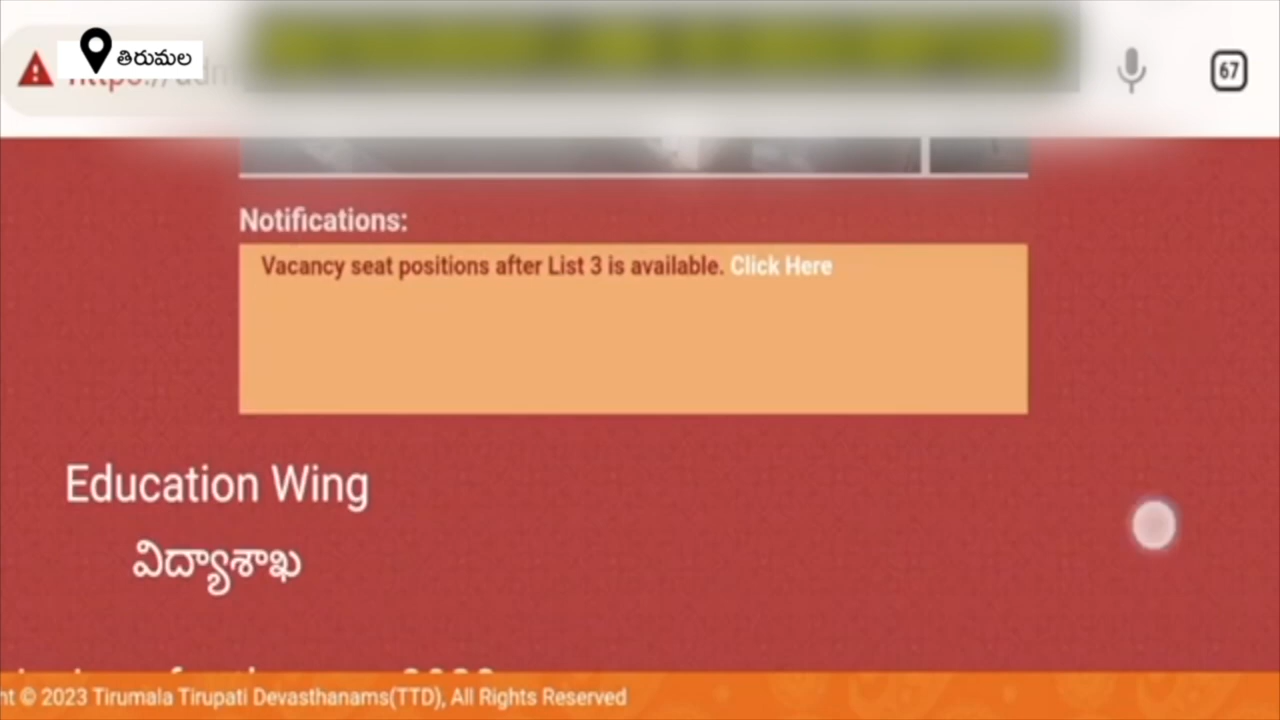 తిరుమల
67
Notifications:
Vacancy seat positions after List 3 is available. Click Here
Education Wing
విద్యాశాఖ
© 2023 Tirumala Tirupati Devasthanams(TTD), All Rights Reserved